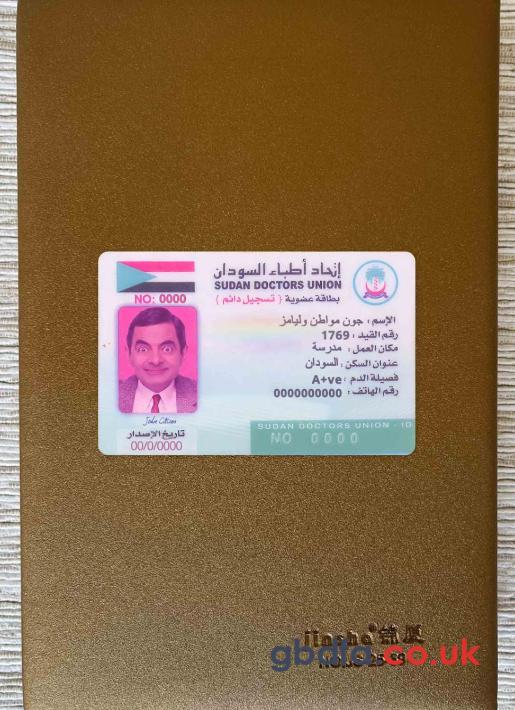 إتحاد أطباء السودان
SUDAN DOCTORS UNION
بطاقة عضوية ( تسجيل دائم )
NO: 0000
الإسم : جون مواطن وليامز
رقم القيد : 1769
مكان العمل : مدرسة
عنوان السكن : السودان
فصيلة الدم : A+ve
رقم الهاتف : 0000000000
John Citizen
تاريخ الإصدار
00/0/0000
SUDAN DOCTORS UNION - ID
NO 0000
jinsha
gbdla.co.uk